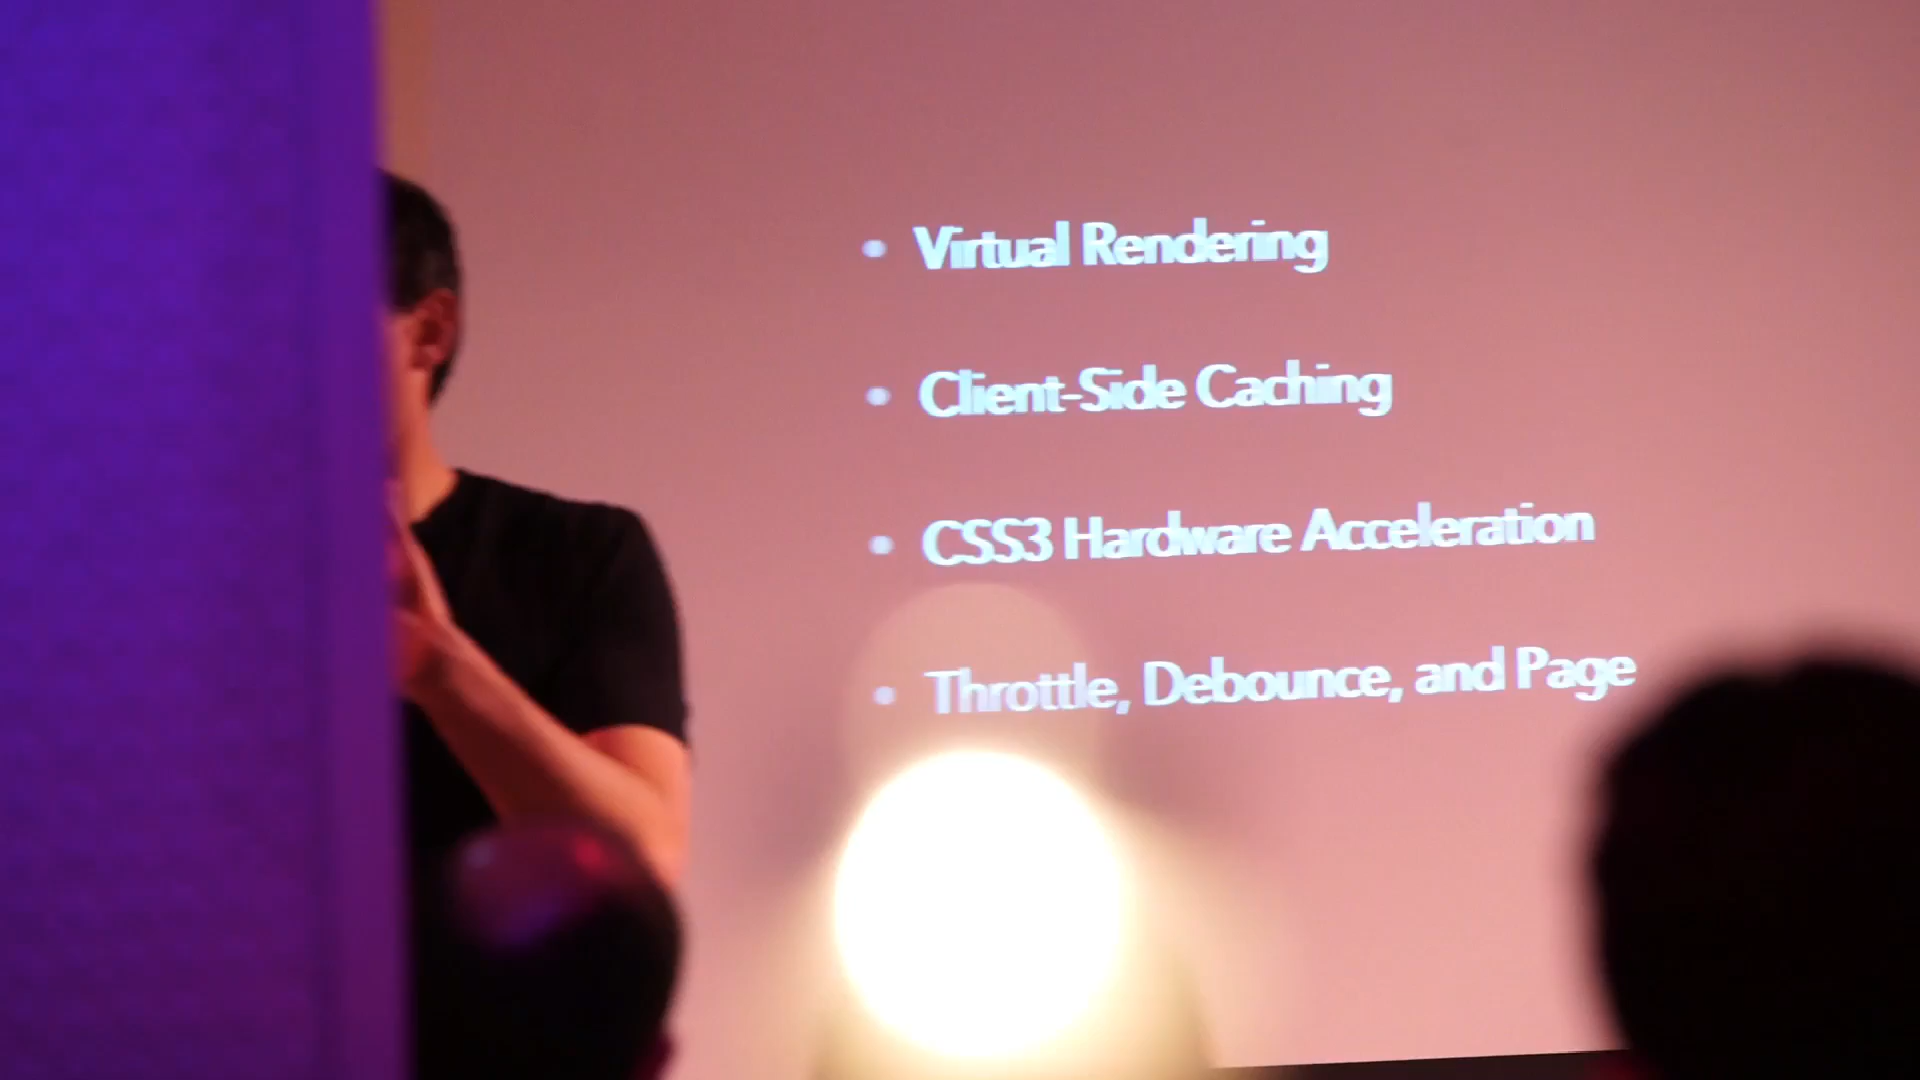 • Virtual Rendering
• Client-Side Caching
• CSS3 Hardware Acceleration
• Throttle, Debounce, and Page